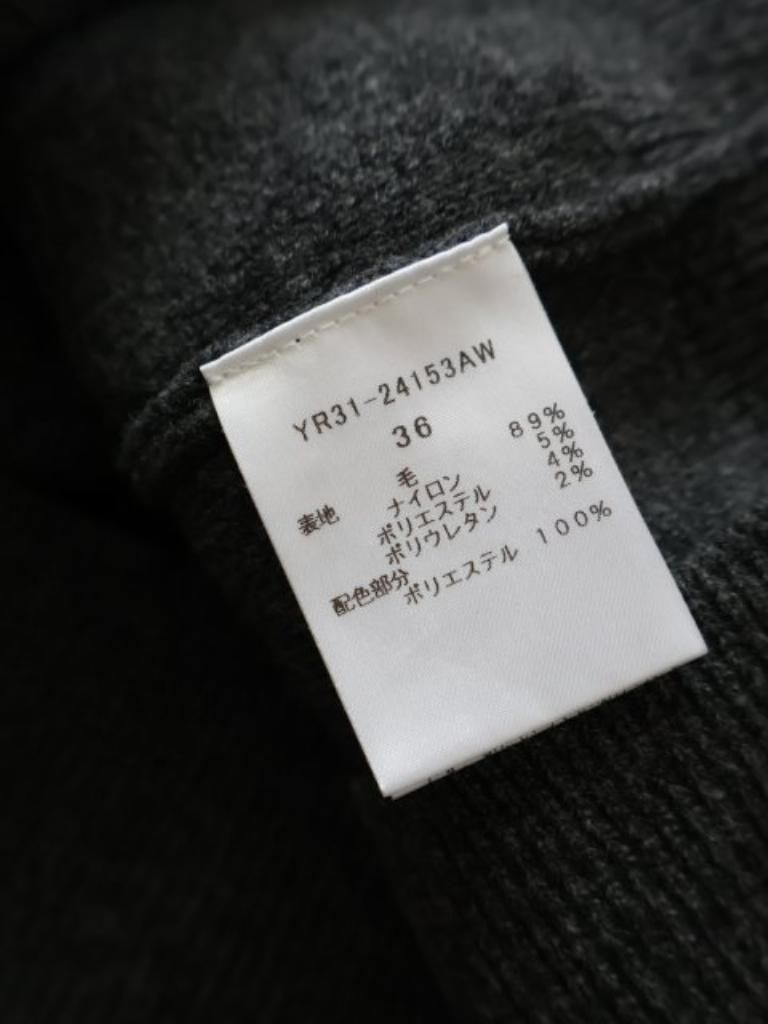 YR31-24153AW
36
毛 89%
ナイロン 5%
表地 ポリエステル 4%
ポリウレタン 2%
配色部分
ポリエステル 100%